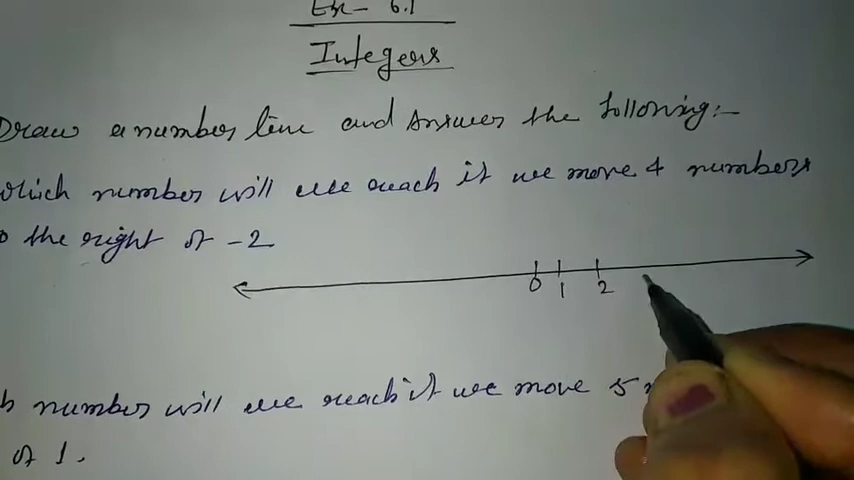 Ex- 6.1
Integers
Draw a number line and Answer the following:-
which number will we reach if we move 4 numbers
to the right of -2
0 1 2
number will we reach if we move 5
of 1.